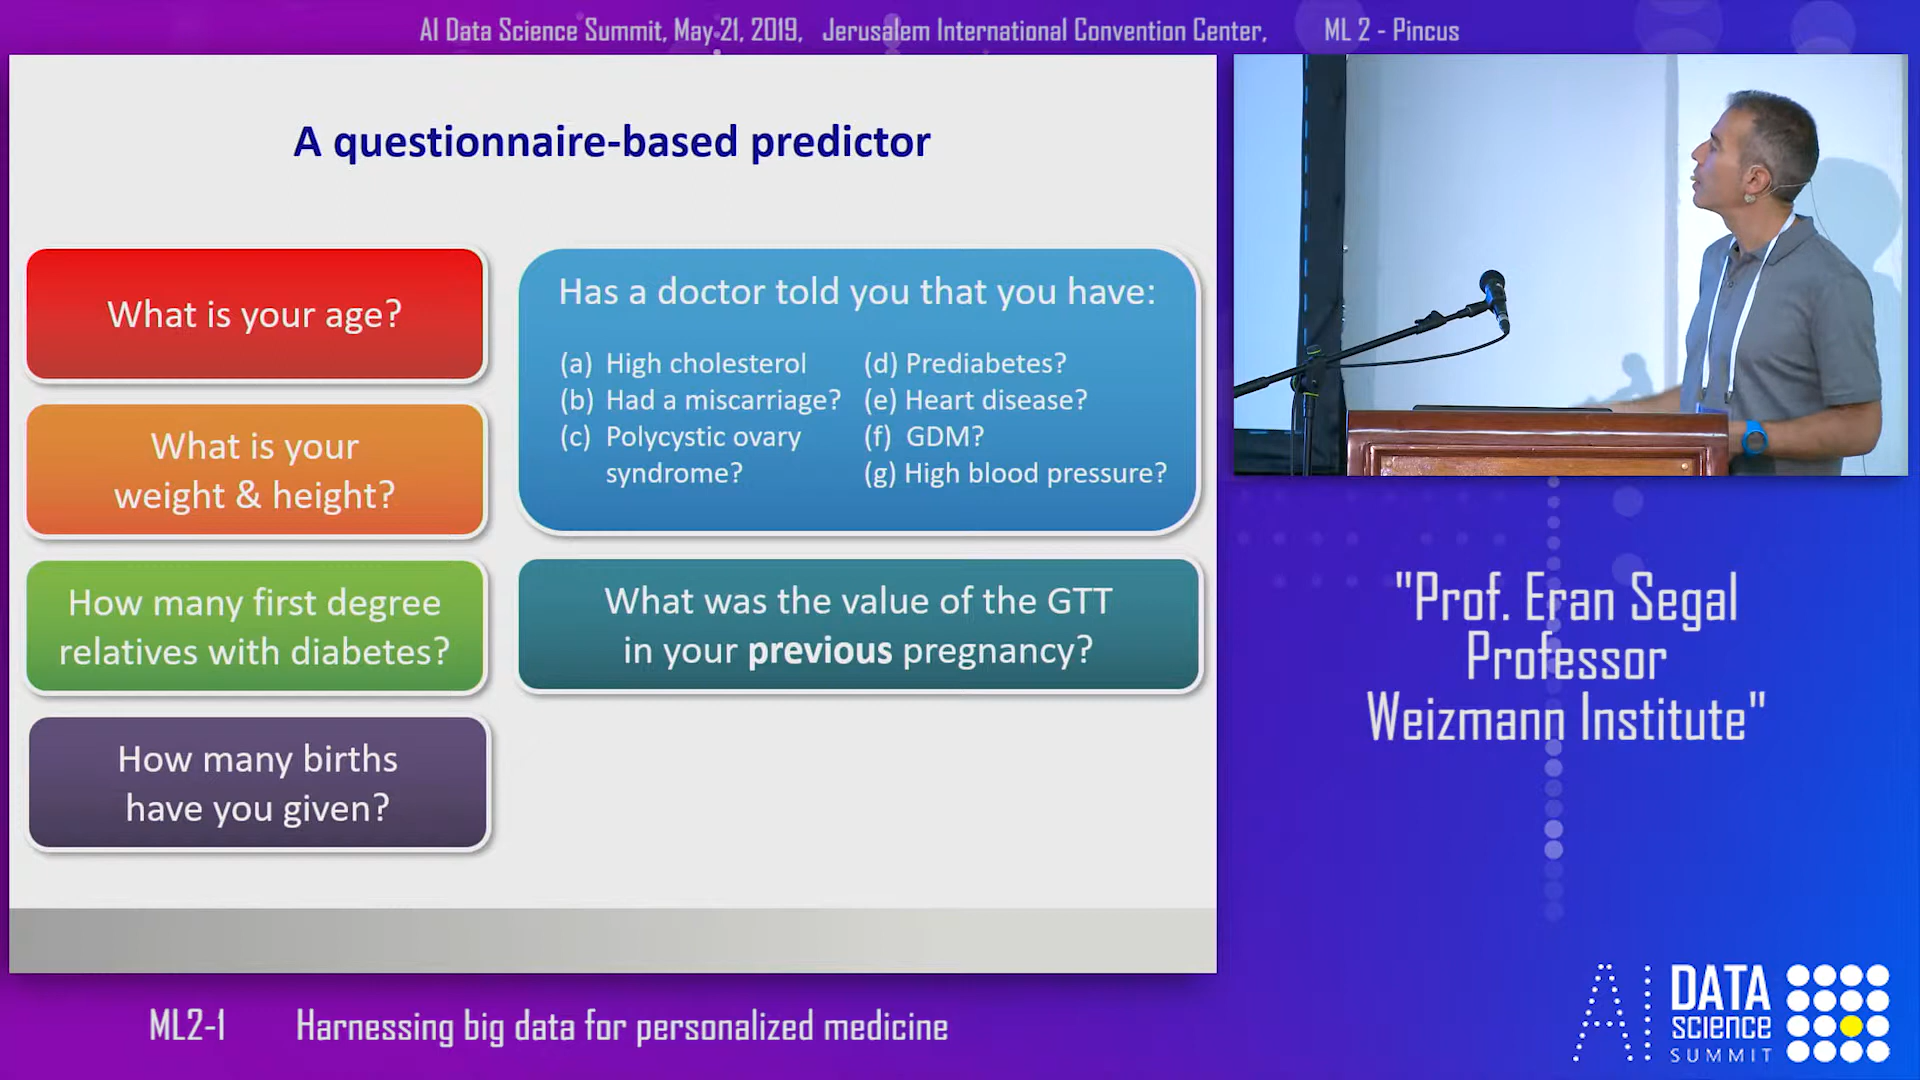 AI Data Science Summit, May 21, 2019, Jerusalem International Convention Center, ML 2 - Pincus
A questionnaire-based predictor
What is your age?
What is your
weight & height?
How many first degree
relatives with diabetes?
How many births
have you given?
Has a doctor told you that you have:
(a) High cholesterol
(b) Had a miscarriage?
(c) Polycystic ovary
syndrome?
(d) Prediabetes?
(e) Heart disease?
(f) GDM?
(g) High blood pressure?
What was the value of the GTT
in your previous pregnancy?
"Prof. Eran Segal
Professor
Weizmann Institute"
ML2-1 Harnessing big data for personalized medicine
AI DATA
SCIENCE
SUMMIT